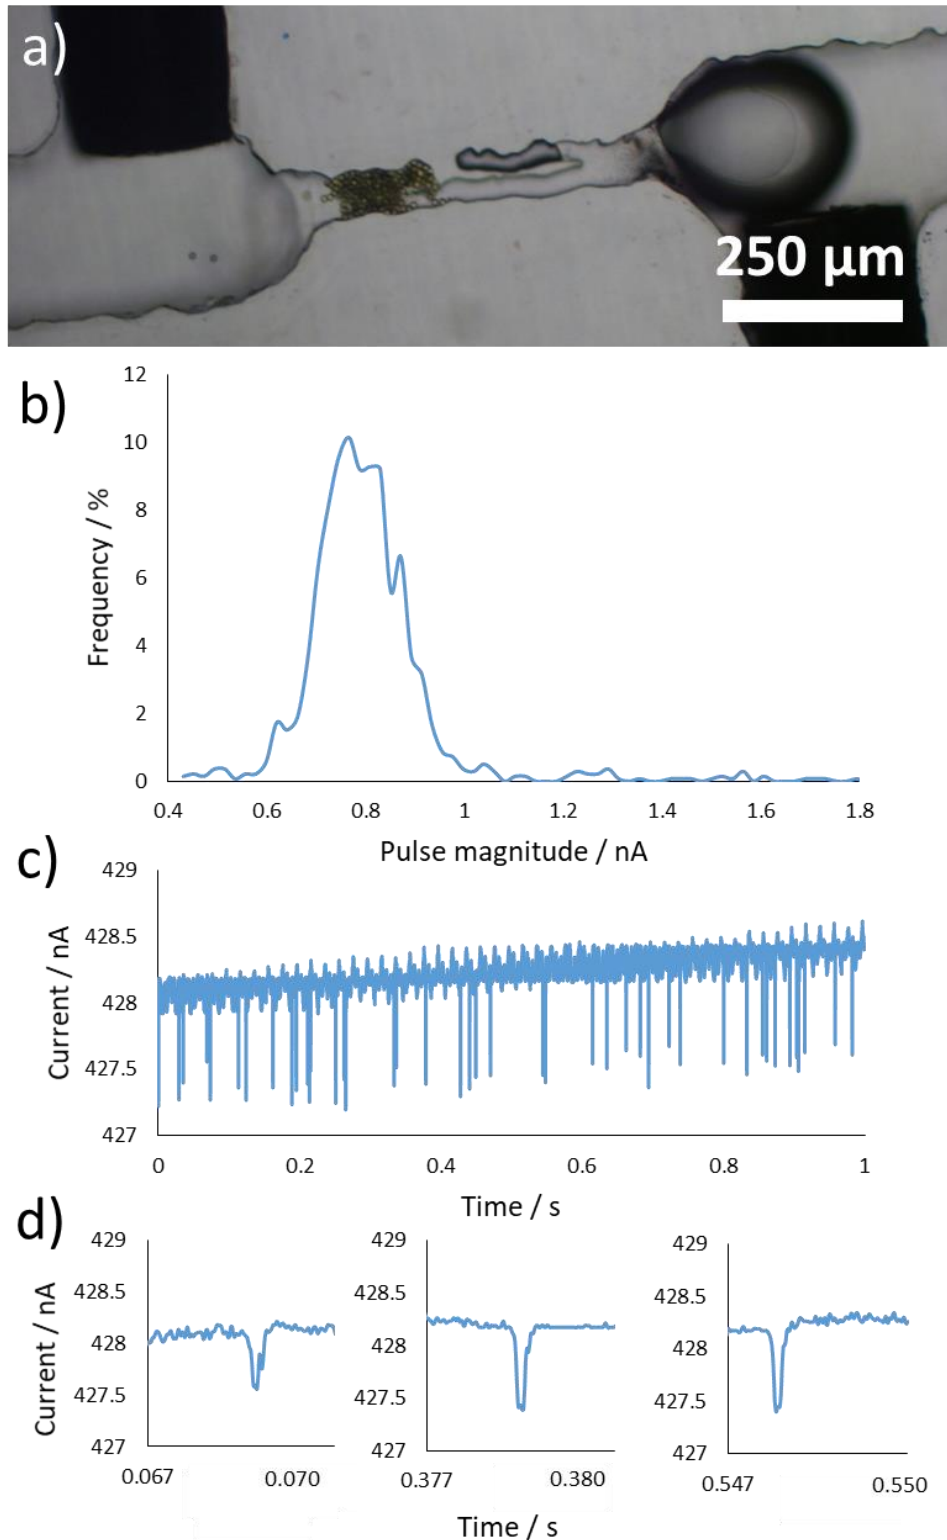 a)
250 µm
b)
Frequency / %
12
10
8
6
4
2
0
0.4 0.6 0.8 1 1.2 1.4 1.6 1.8
Pulse magnitude / nA
c)
Current / nA
429
428.5
428
427.5
427
0 0.2 0.4 0.6 0.8 1
Time / s
d)
Current / nA
429
428.5
428
427.5
427
0.067 0.070
429
428.5
428
427.5
427
0.377 0.380
429
428.5
428
427.5
427
0.547 0.550
Time / s